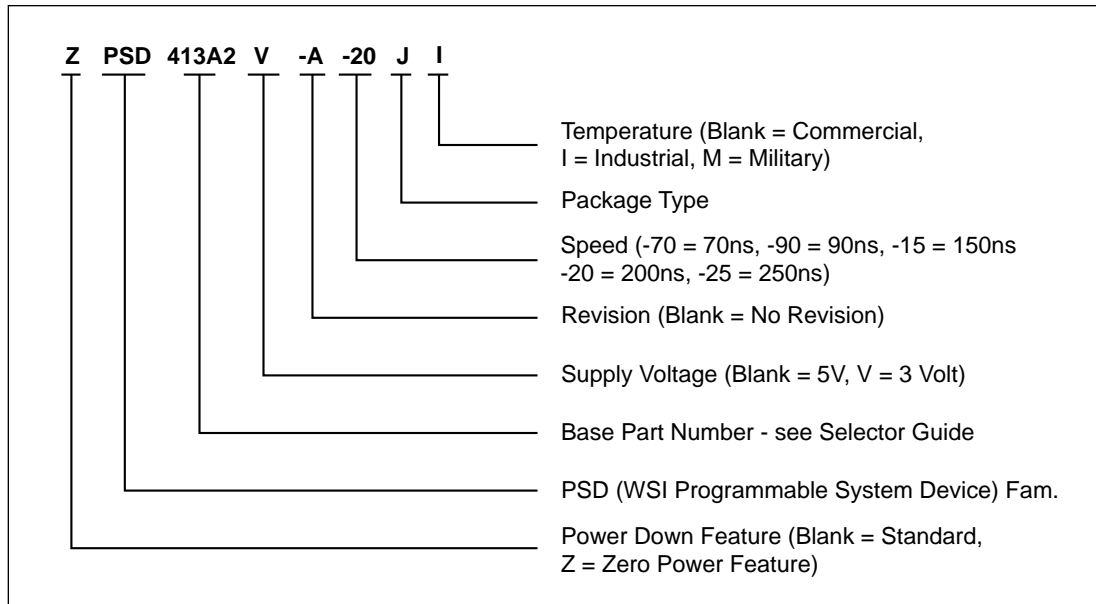 Z PSD 413A2 V -A -20 J I
Temperature (Blank = Commercial,
I = Industrial, M = Military)
Package Type
Speed (-70 = 70ns, -90 = 90ns, -15 = 150ns
-20 = 200ns, -25 = 250ns)
Revision (Blank = No Revision)
Supply Voltage (Blank = 5V, V = 3 Volt)
Base Part Number - see Selector Guide
PSD (WSI Programmable System Device) Fam.
Power Down Feature (Blank = Standard,
Z = Zero Power Feature)